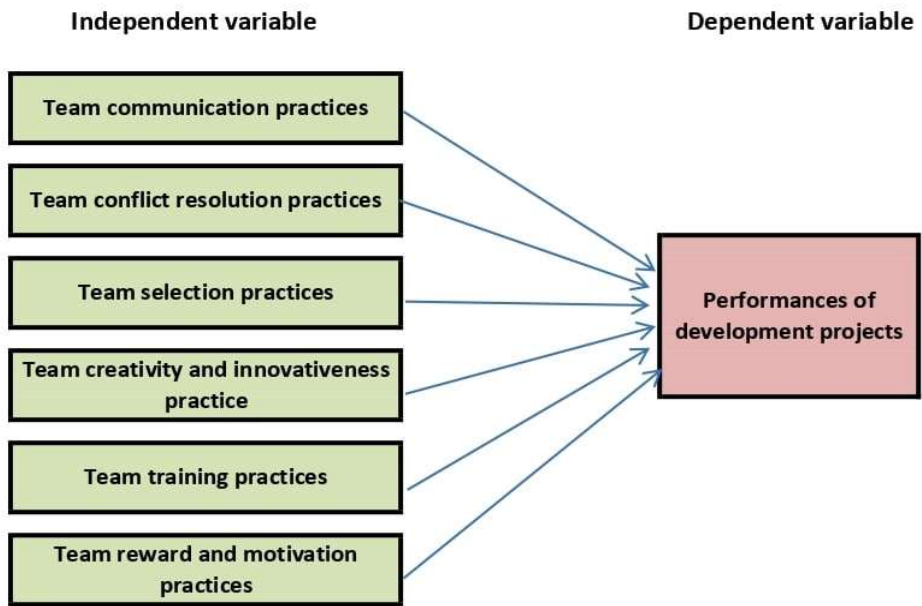 Independent variable
Dependent variable
Team communication practices
Team conflict resolution practices
Team selection practices
Team creativity and innovativeness
practice
Team training practices
Team reward and motivation
practices
Performances of
development projects